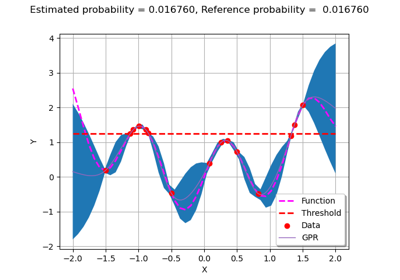 Estimated probability = 0.016760, Reference probability = 0.016760
4
3
2
1
0
−1
−2
Y
−2.0 −1.5 −1.0 −0.5 0.0 0.5 1.0 1.5 2.0
X
Function
Threshold
Data
GPR